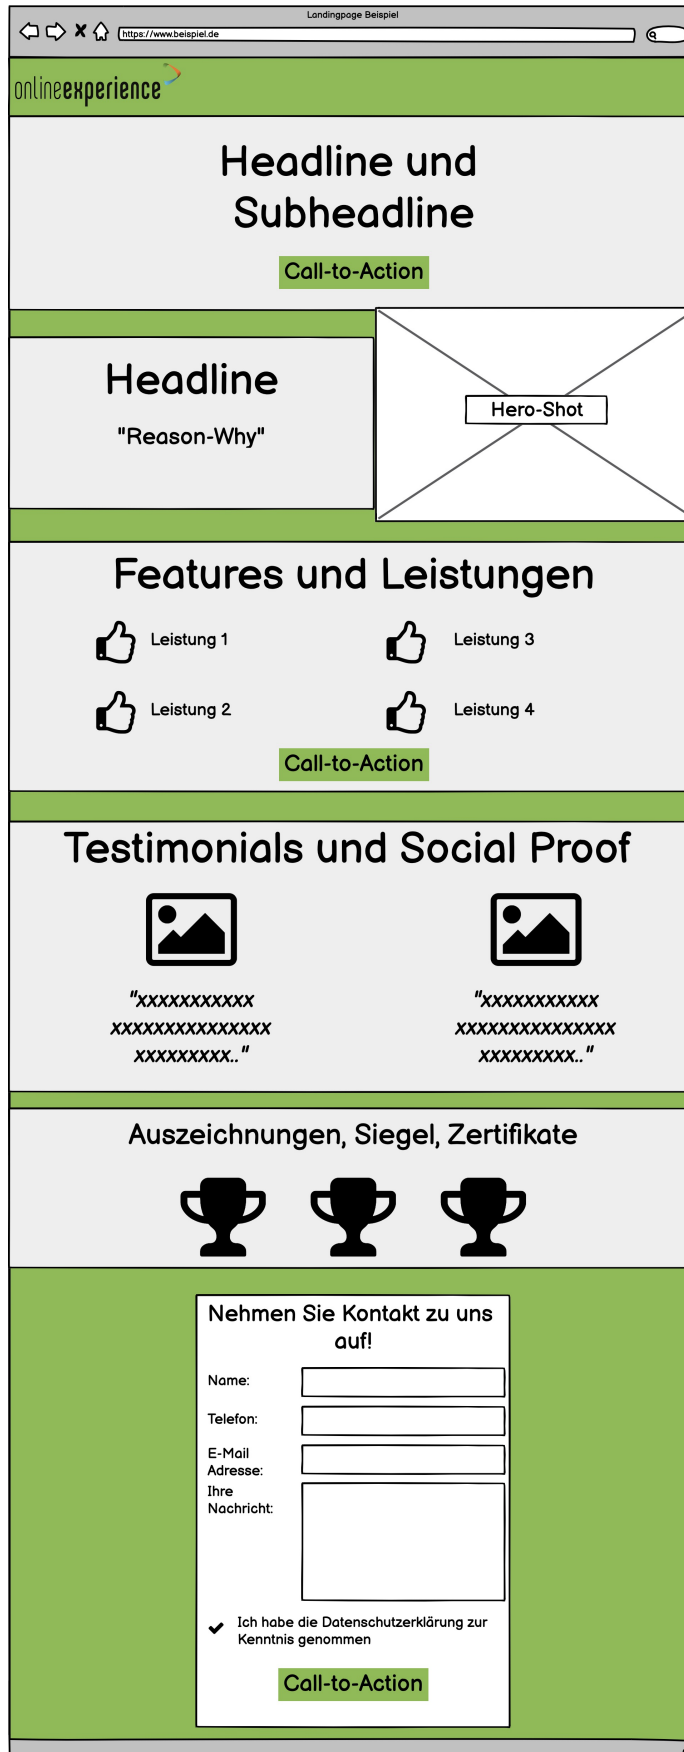 Landingpage Beispiel
https://www.beispiel.de
onlineexperience
Headline und
Subheadline
Call-to-Action
Headline
"Reason-Why"
Hero-Shot
Features und Leistungen
Leistung 1
Leistung 3
Leistung 2
Leistung 4
Call-to-Action
Testimonials und Social Proof
"xxxxxxxxxxx
xxxxxxxxxxxxxxx
xxxxxxxxx.."
"xxxxxxxxxxx
xxxxxxxxxxxxxxx
xxxxxxxxx.."
Auszeichnungen, Siegel, Zertifikate
Nehmen Sie Kontakt zu uns
auf!
Name:
Telefon:
E-Mail
Adresse:
Ihre
Nachricht:
Ich habe die Datenschutzerklärung zur
Kenntnis genommen
Call-to-Action